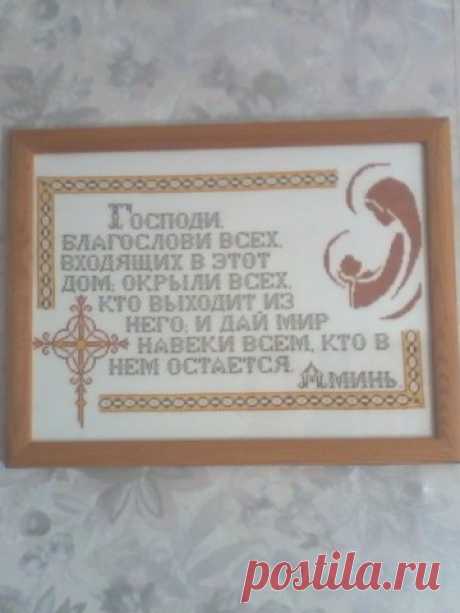 Господи,
БЛАГОСЛОВИ ВСЕХ,
ВХОДЯЩИХ В ЭТОТ
ДОМ; ОКРЫЛИ ВСЕХ,
КТО ВЫХОДИТ ИЗ
НЕГО; И ДАЙ МИР
НАВЕКИ ВСЕМ, КТО В
НЕМ ОСТАЕТСЯ.
АМИНЬ.
postila.ru